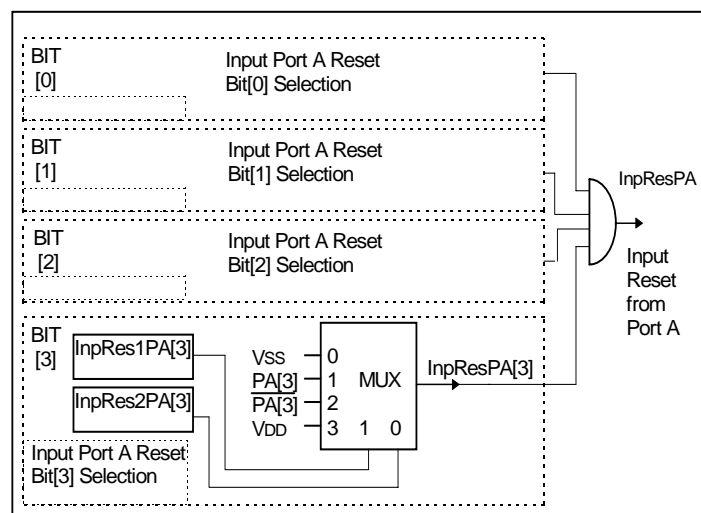 BIT
[0]
Input Port A Reset
Bit[0] Selection
BIT
[1]
Input Port A Reset
Bit[1] Selection
BIT
[2]
Input Port A Reset
Bit[2] Selection
BIT
[3]
InpRes1PA[3]
InpRes2PA[3]
Input Port A Reset
Bit[3] Selection
VSS 0
PA[3] 1
PA[3] 2
VDD 3
MUX
1 0
InpResPA[3]
InpResPA
Input
Reset
from
Port A